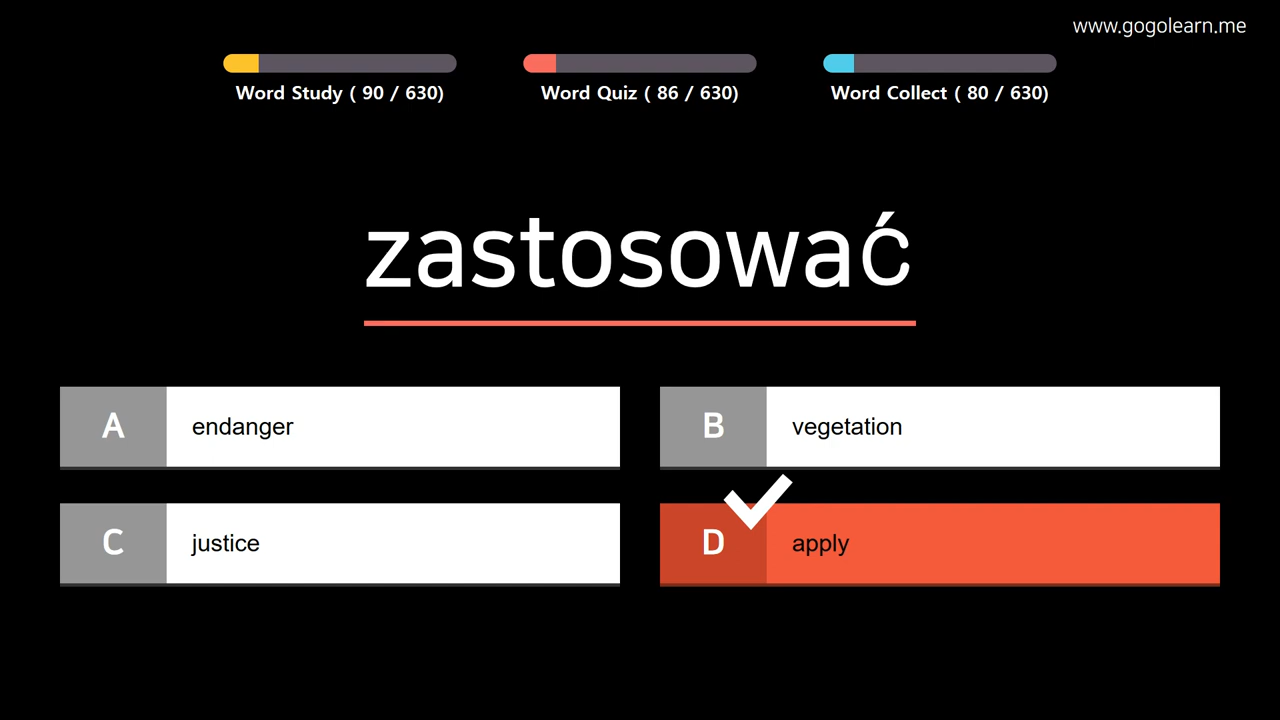 www.gogolearn.me
Word Study ( 90 / 630)
Word Quiz ( 86 / 630)
Word Collect ( 80 / 630)
zastosować
A endanger
B vegetation
C justice
D apply